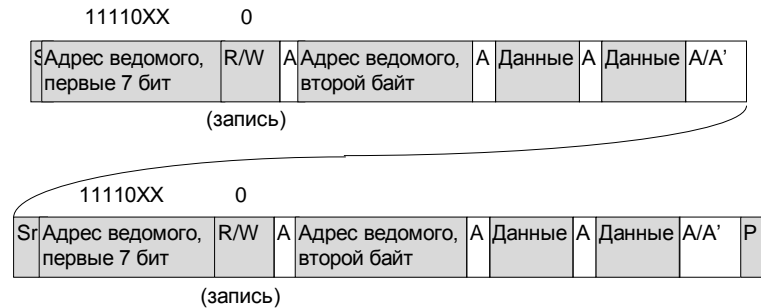 11110XX 0
S Адрес ведомого, R/W A Адрес ведомого, A Данные A Данные A/A'
первые 7 бит второй байт
(запись)
11110XX 0
Sr Адрес ведомого, R/W A Адрес ведомого, A Данные A Данные A/A' P
первые 7 бит второй байт
(запись)